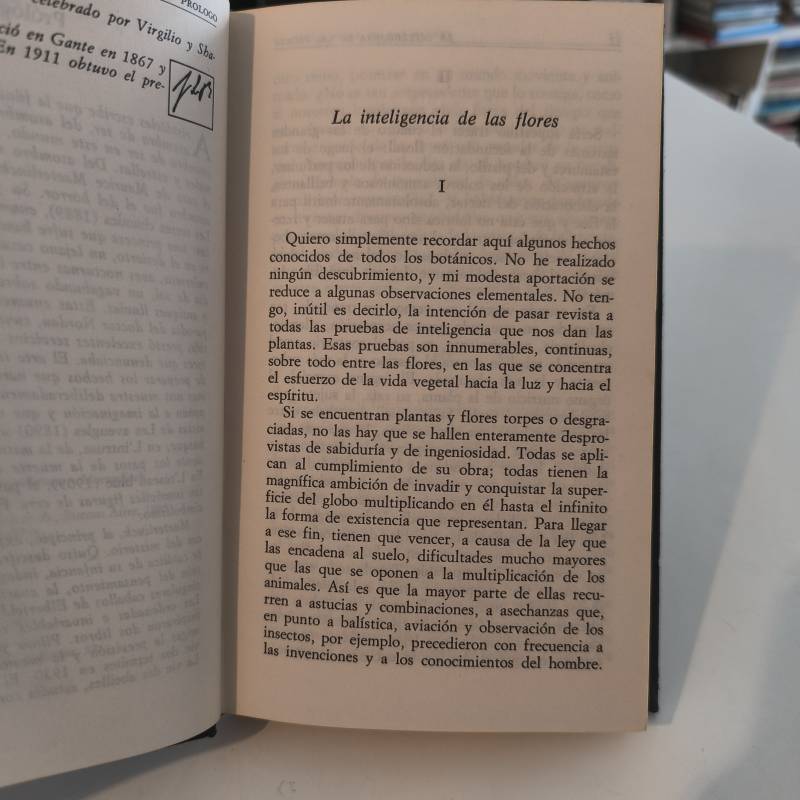 PROLOGO
celebrado por Virgilio y Sha-
ció en Gante en 1867 y
En 1911 obtuvo el pre-
La inteligencia de las flores
I
Quiero simplemente recordar aquí algunos hechos
conocidos de todos los botánicos. No he realizado
ningún descubrimiento, y mi modesta aportación se
reduce a algunas observaciones elementales. No ten-
go, inútil es decirlo, la intención de pasar revista a
todas las pruebas de inteligencia que nos dan las
plantas. Esas pruebas son innumerables, continuas,
sobre todo entre las flores, en las que se concentra
el esfuerzo de la vida vegetal hacia la luz y hacia el
espíritu.
Si se encuentran plantas y flores torpes o desgra-
ciadas, no las hay que se hallen enteramente despro-
vistas de sabiduría y de ingeniosidad. Todas se apli-
can al cumplimiento de su obra; todas tienen la
magnífica ambición de invadir y conquistar la super-
ficie del globo multiplicando en él hasta el infinito
la forma de existencia que representan. Para llegar
a ese fin, tienen que vencer, a causa de la ley que
las encadena al suelo, dificultades mucho mayores
que las que se oponen a la multiplicación de los
animales. Así es que la mayor parte de ellas recu-
rren a astucias y combinaciones, a asechanzas que,
en punto a balística, aviación y observación de los
insectos, por ejemplo, precedieron con frecuencia a
las invenciones y a los conocimientos del hombre.